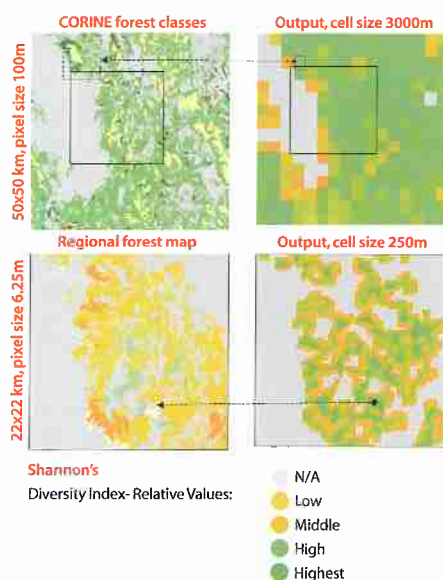 CORINE forest classes
Output, cell size 3000m
50x50 km, pixel size 100m
Regional forest map
Output, cell size 250m
22x22 km, pixel size 6.25m
Shannon's
Diversity Index- Relative Values:
N/A
Low
Middle
High
Highest